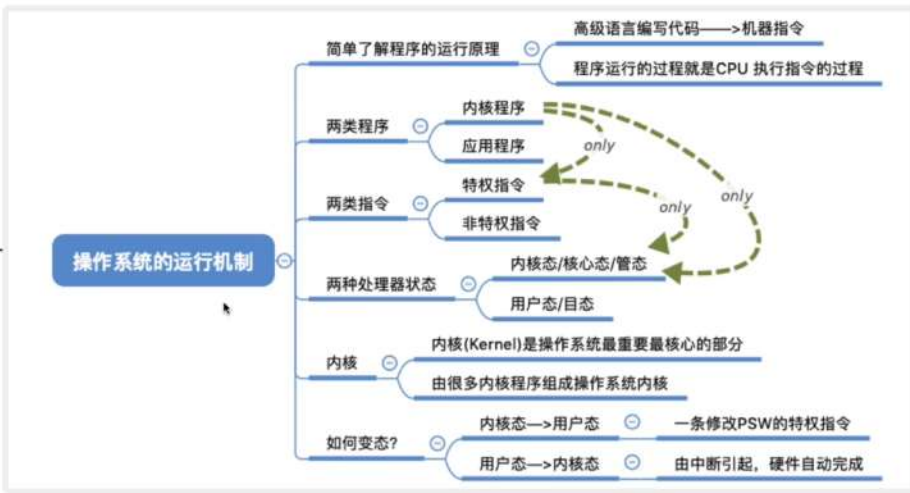 操作系统的运行机制
简单了解程序的运行原理
高级语言编写代码——>机器指令
程序运行的过程就是CPU 执行指令的过程
两类程序
内核程序
应用程序
only
两类指令
特权指令
非特权指令
only
only
两种处理器状态
内核态/核心态/管态
用户态/目态
内核
内核(Kernel)是操作系统最重要最核心的部分
由很多内核程序组成操作系统内核
如何变态?
内核态—>用户态
一条修改PSW的特权指令
用户态—>内核态
由中断引起，硬件自动完成